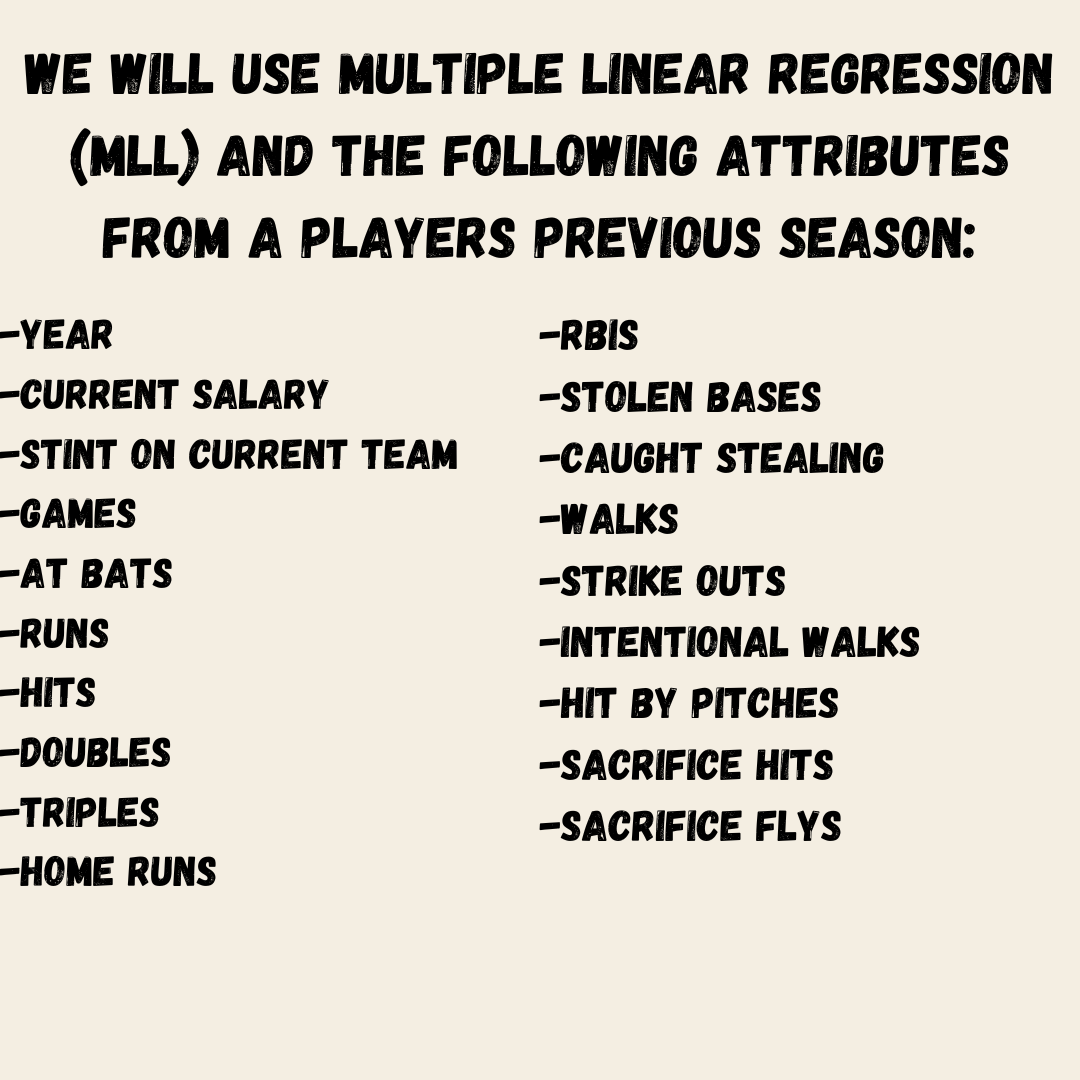 WE WILL USE MULTIPLE LINEAR REGRESSION
(MLL) AND THE FOLLOWING ATTRIBUTES
FROM A PLAYERS PREVIOUS SEASON:
-YEAR
-CURRENT SALARY
-STINT ON CURRENT TEAM
-GAMES
-AT BATS
-RUNS
-HITS
-DOUBLES
-TRIPLES
-HOME RUNS
-RBIS
-STOLEN BASES
-CAUGHT STEALING
-WALKS
-STRIKE OUTS
-INTENTIONAL WALKS
-HIT BY PITCHES
-SACRIFICE HITS
-SACRIFICE FLYS